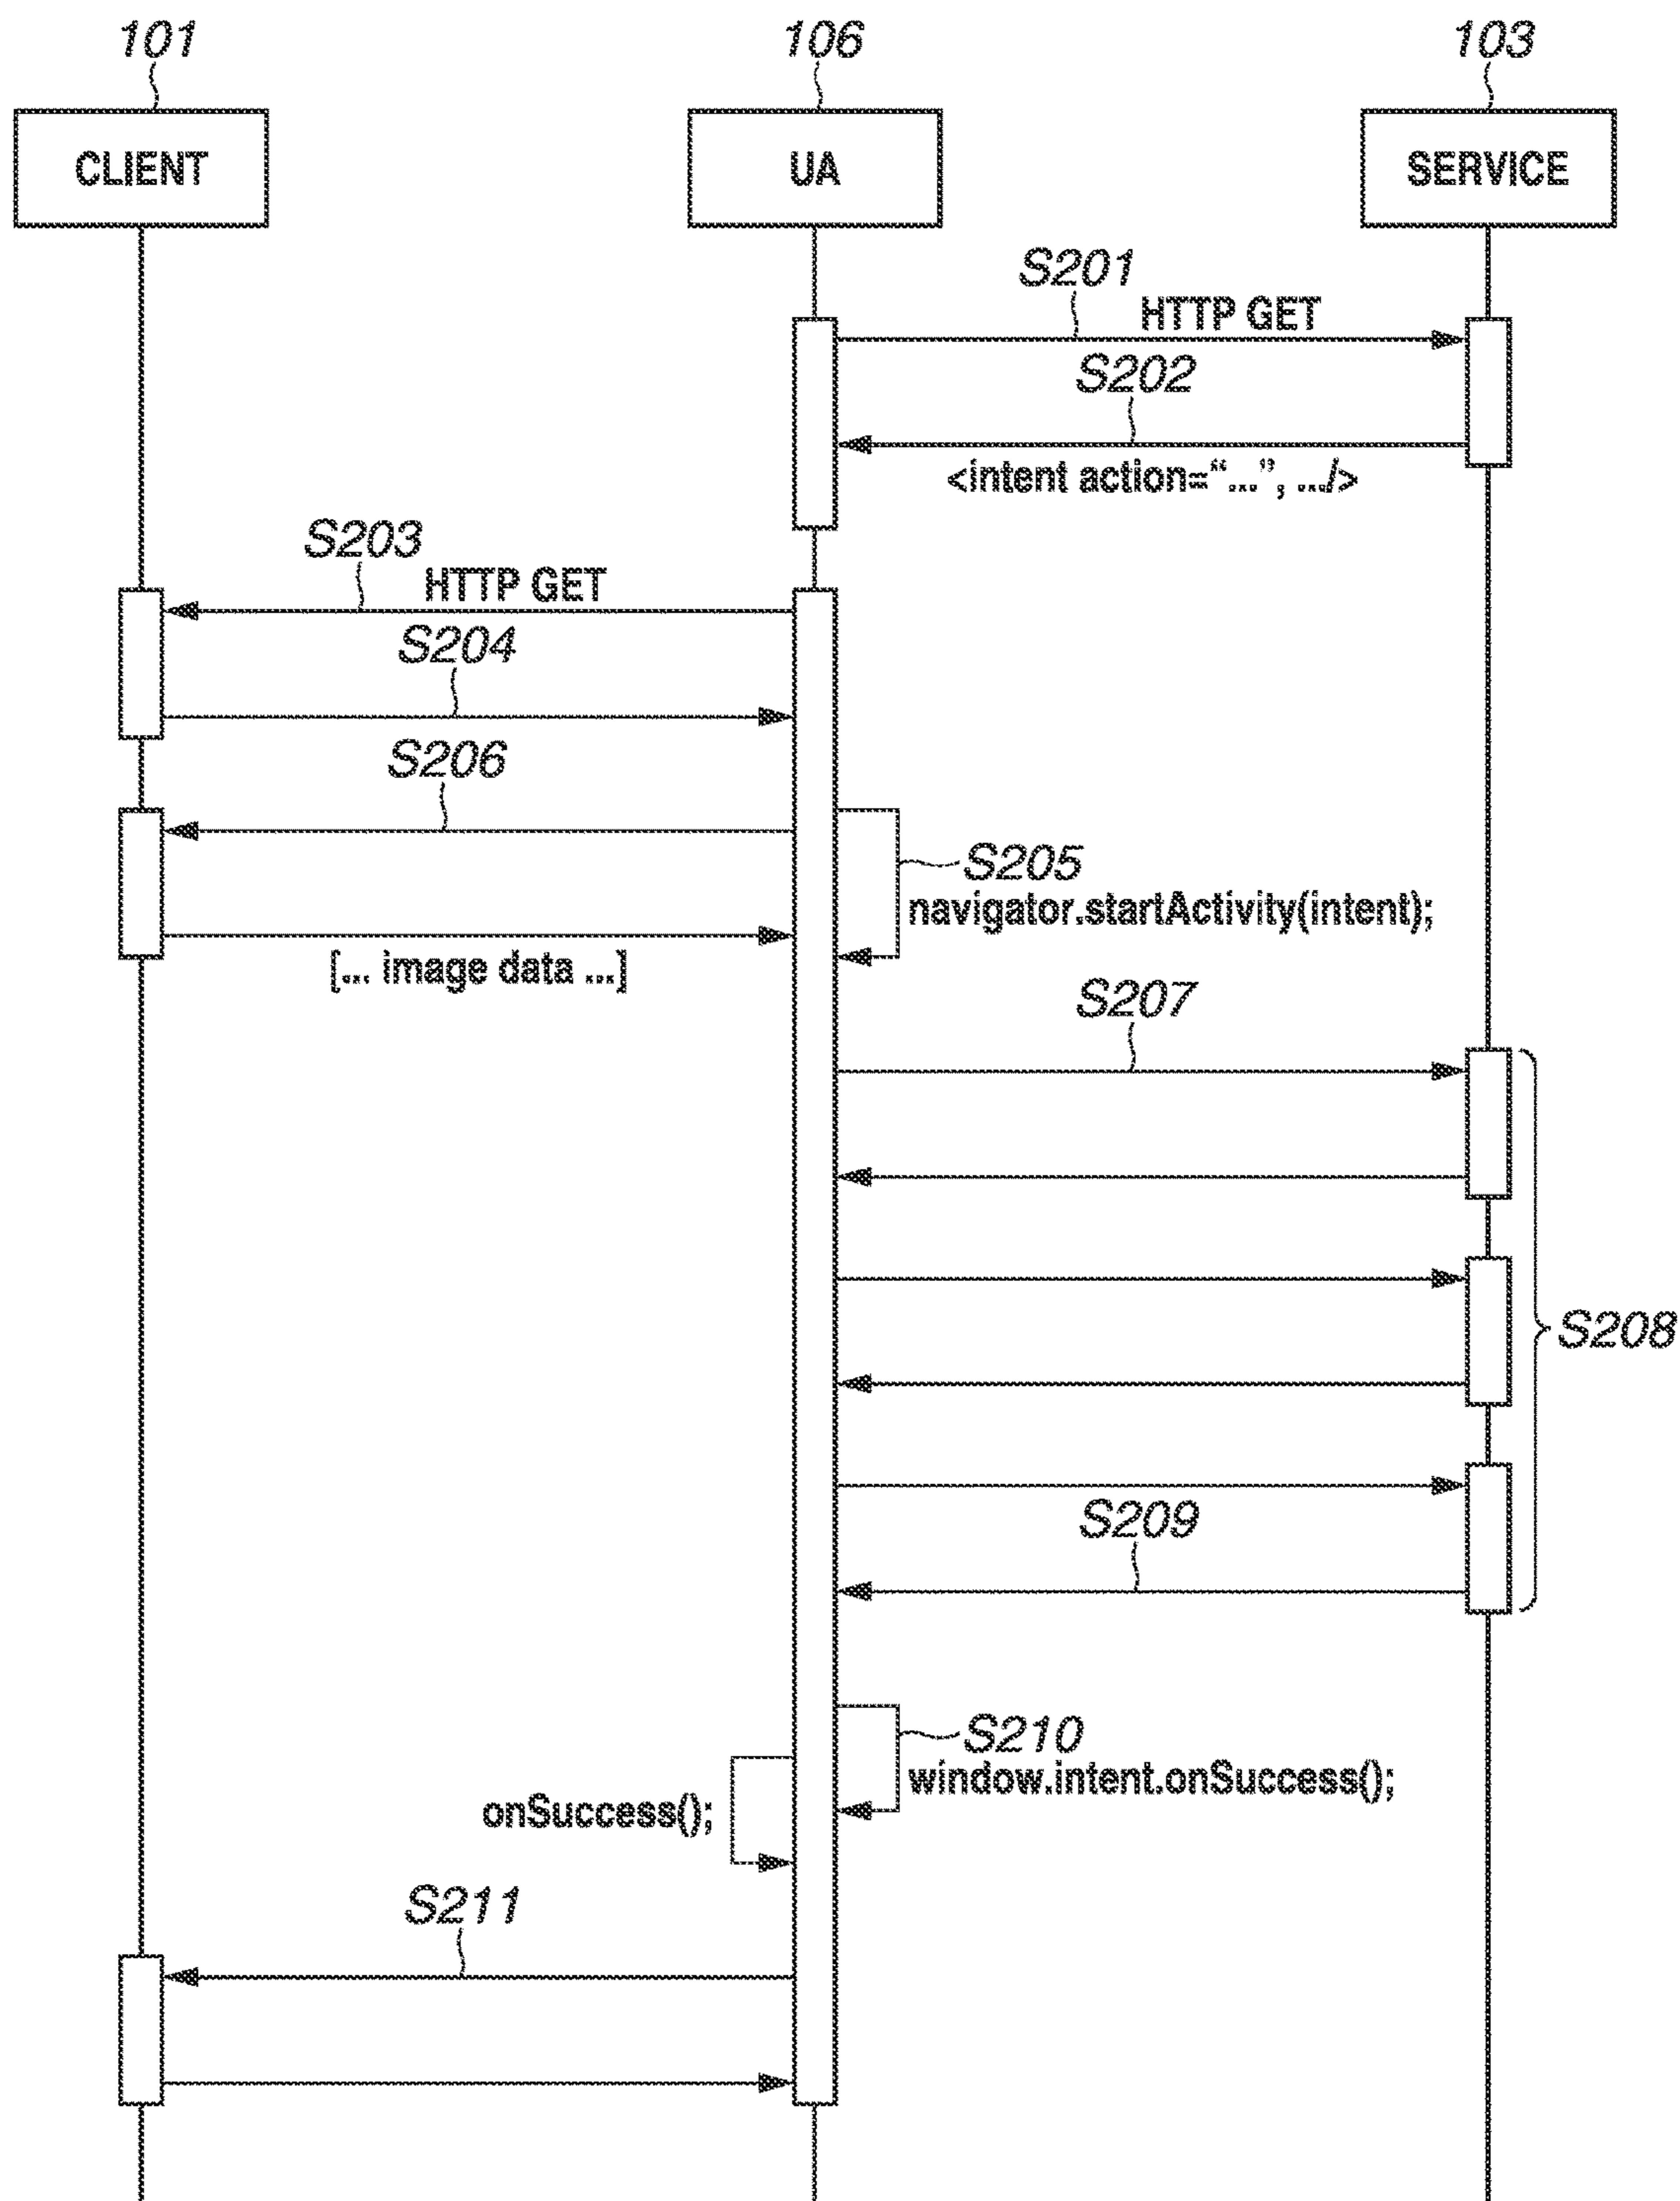 101
106
103
CLIENT
UA
SERVICE
S201
HTTP GET
S202
<intent action=“...”, .../>
S203
HTTP GET
S204
S206
S205
navigator.startActivity(intent);
[... image data ...]
S207
S208
S209
S210
window.intent.onSuccess();
onSuccess();
S211